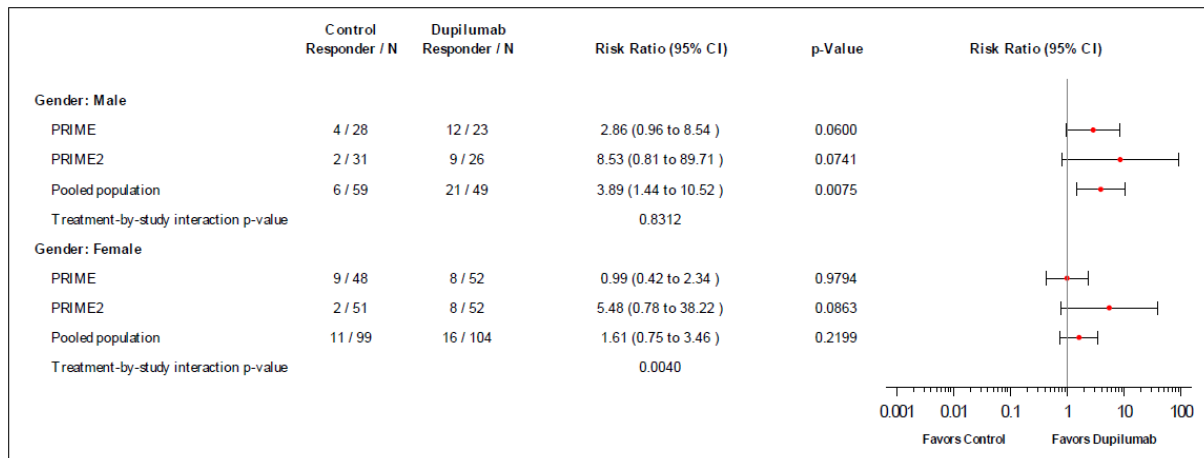 Control Dupilumab
Responder / N Responder / N Risk Ratio (95% CI) p-Value Risk Ratio (95% CI)
Gender: Male
PRIME 4 / 28 12 / 23 2.86 (0.96 to 8.54 ) 0.0600
PRIME2 2 / 31 9 / 26 8.53 (0.81 to 89.71 ) 0.0741
Pooled population 6 / 59 21 / 49 3.89 (1.44 to 10.52 ) 0.0075
Treatment-by-study interaction p-value 0.8312
Gender: Female
PRIME 9 / 48 8 / 52 0.99 (0.42 to 2.34 ) 0.9794
PRIME2 2 / 51 8 / 52 5.48 (0.78 to 38.22 ) 0.0863
Pooled population 11 / 99 16 / 104 1.61 (0.75 to 3.46 ) 0.2199
Treatment-by-study interaction p-value 0.0040
0.001 0.01 0.1 1 10 100
Favors Control Favors Dupilumab